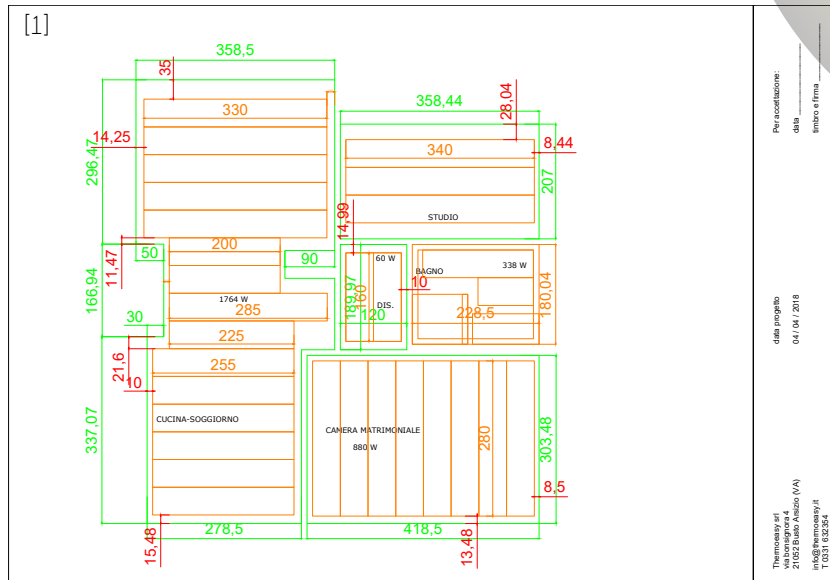 [1]
358,5
35
330
14,25
296,47
358,44
28,04
340
8,44
207
STUDIO
14,99
200
50
11,47
90
60 W
BAGNO
338 W
166,94
1764 W
285
30
189,97
160
DIS.
10
120
228,5
180,04
225
21,6
255
10
CUCINA-SOGGIORNO
CAMERA MATRIMONIALE
880 W
280
303,48
337,07
8,5
15,48
278,5
418,5
13,48
Per accettazione:
data
timbro e firma
data progetto
04 / 04 / 2018
Thermoeasy srl
via bonsignora 4
21052 Busto Arsizio (VA)
info@thermoeasy.it
T 0331 632354